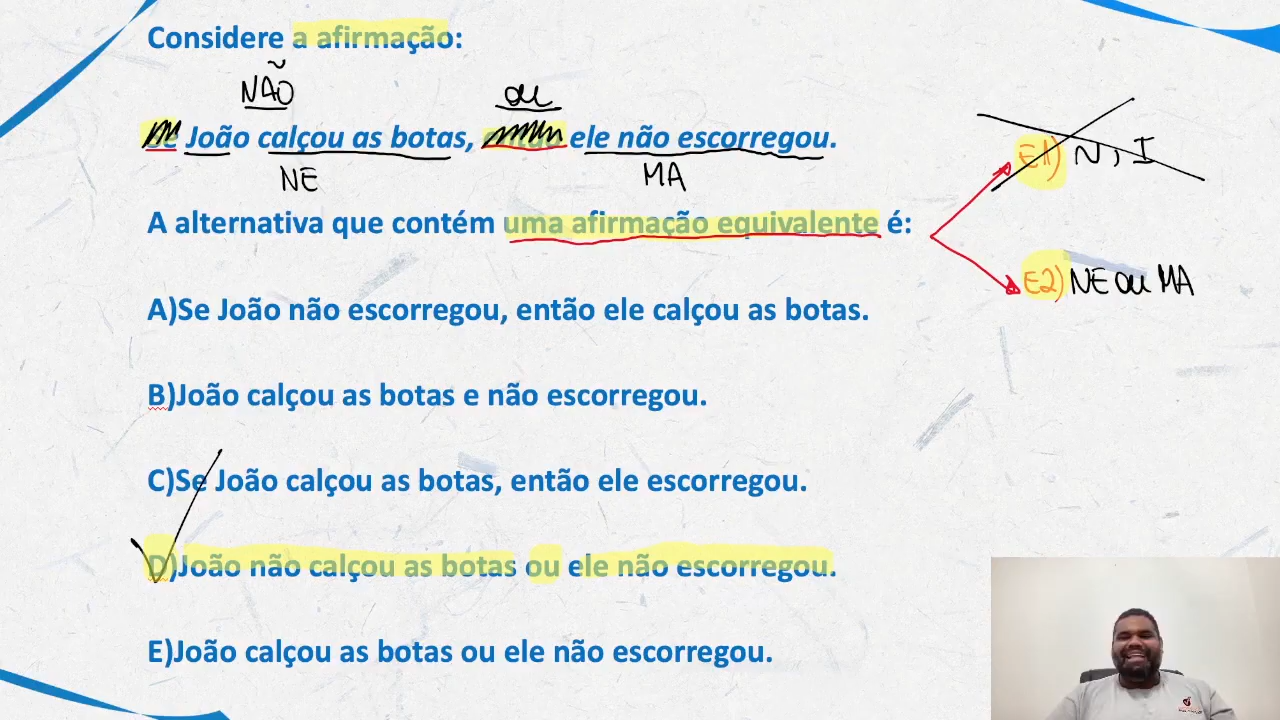 Considere a afirmação:
NÃO
ou
Se João calçou as botas, então ele não escorregou.
NE
MA
E1) N, I
A alternativa que contém uma afirmação equivalente é:
E2) NE ou MA
A)Se João não escorregou, então ele calçou as botas.
B)João calçou as botas e não escorregou.
C)Se João calçou as botas, então ele escorregou.
D)João não calçou as botas ou ele não escorregou.
E)João calçou as botas ou ele não escorregou.